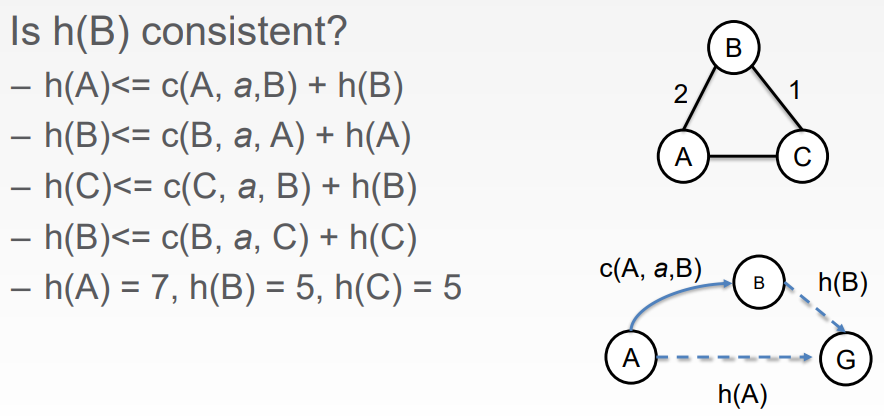 Is h(B) consistent?
– h(A)<= c(A, a,B) + h(B)
– h(B)<= c(B, a, A) + h(A)
– h(C)<= c(C, a, B) + h(B)
– h(B)<= c(B, a, C) + h(C)
– h(A) = 7, h(B) = 5, h(C) = 5
B
2
1
A
C
c(A, a,B)
B
h(B)
A
G
h(A)